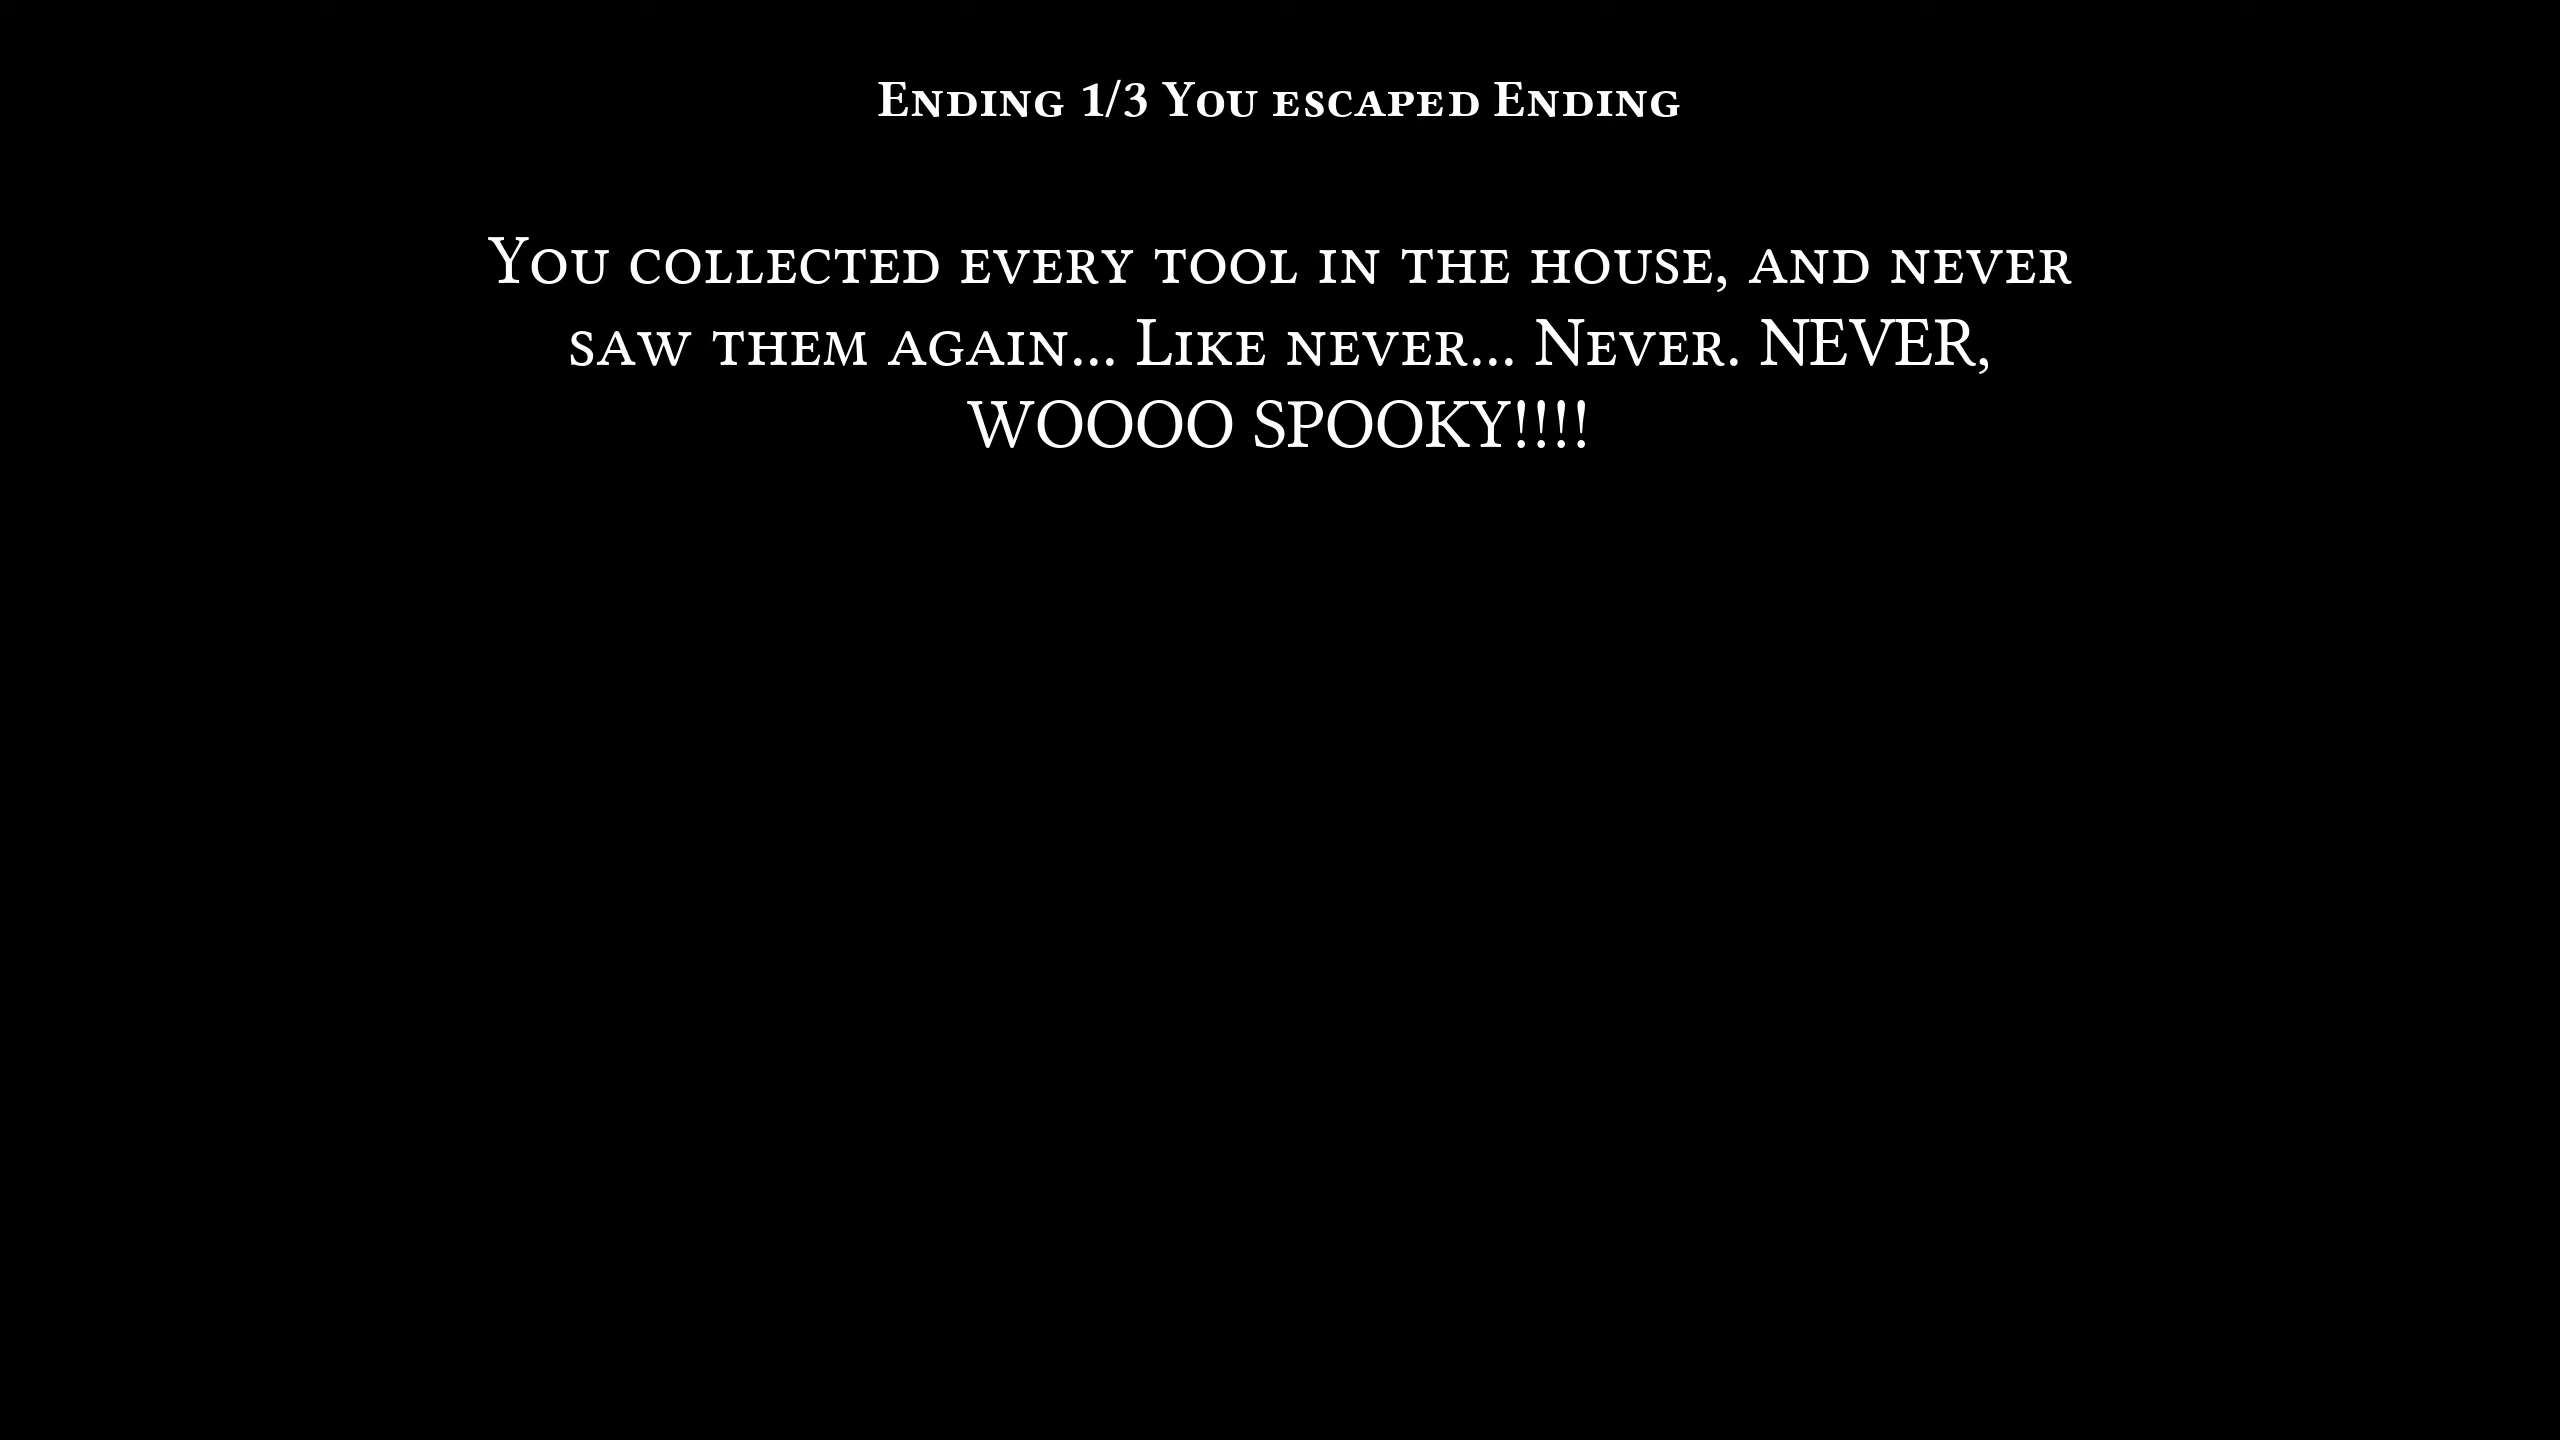 Ending 1/3 You escaped Ending
You collected every tool in the house, and never
saw them again... Like never... Never. NEVER,
WOOOO SPOOKY!!!!